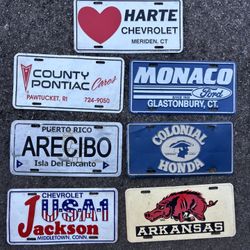 HARTE
CHEVROLET
MERIDEN, CT
COUNTY
PONTIAC Cares
PAWTUCKET, RI 724-9050
MONACO
Ford
GLASTONBURY, CT.
PUERTO RICO
ARECIBO
Isla Del Encanto
COLONIAL
HONDA
CHEVROLET
USA1
Jackson
MIDDLETOWN, CONN.
ARKANSAS